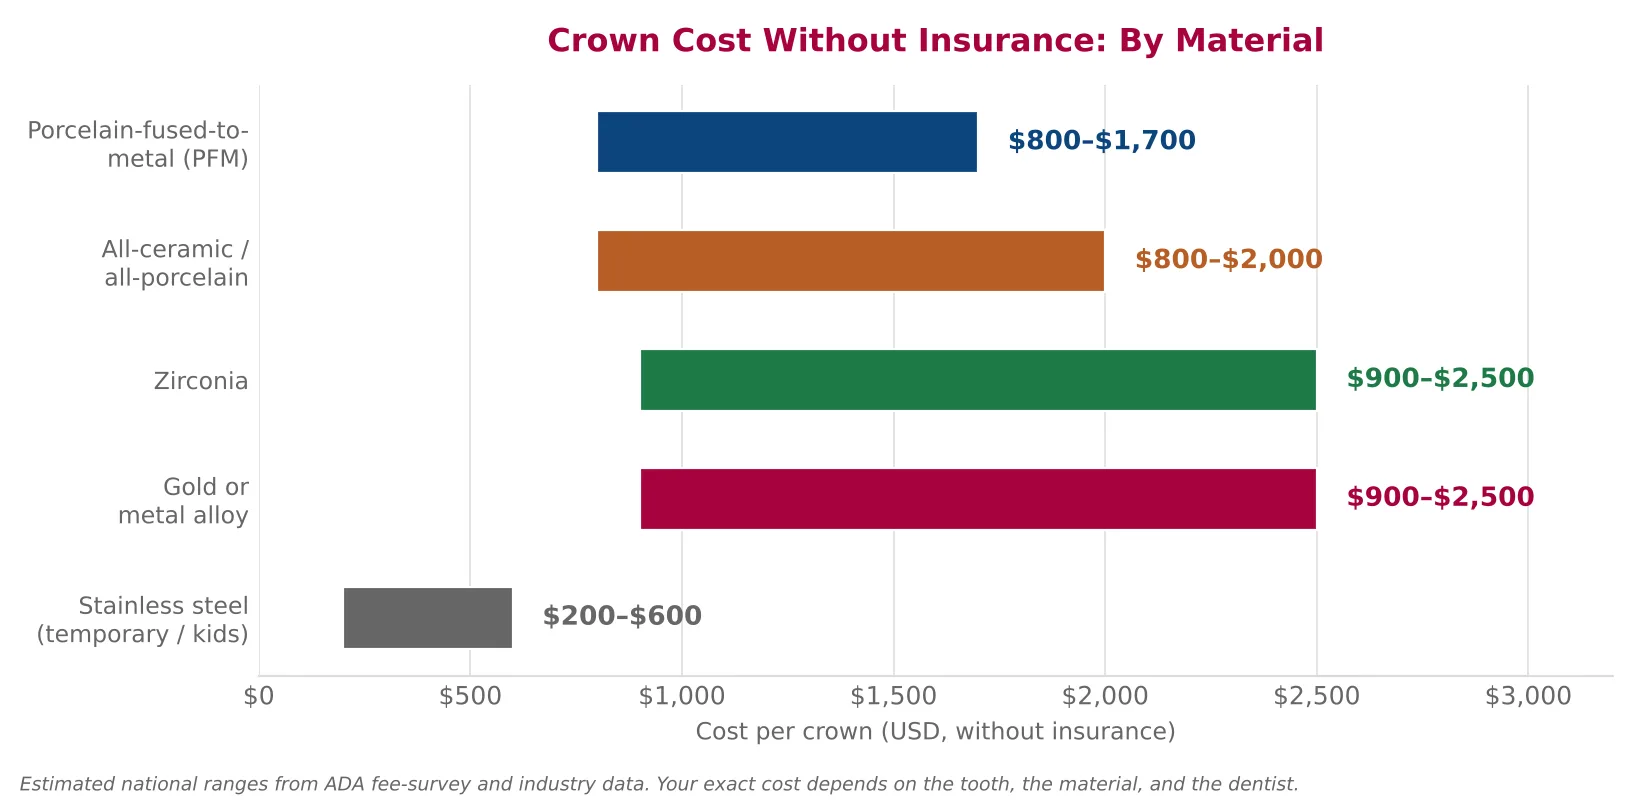 Crown Cost Without Insurance: By Material
Porcelain-fused-to-
metal (PFM)
$800–$1,700
All-ceramic /
all-porcelain
$800–$2,000
Zirconia
$900–$2,500
Gold or
metal alloy
$900–$2,500
Stainless steel
(temporary / kids)
$200–$600
$0 $500 $1,000 $1,500 $2,000 $2,500 $3,000
Cost per crown (USD, without insurance)
Estimated national ranges from ADA fee-survey and industry data. Your exact cost depends on the tooth, the material, and the dentist.